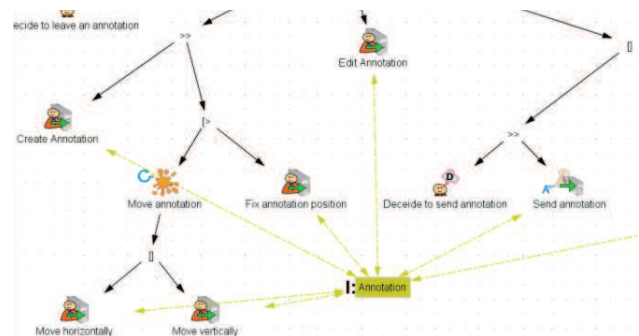 ecide to leave an annotation
>>
[]
Edit Annotation
Create Annotation
[>
>>
D
A
Move annotation
Fix annotation position
Deceide to send annotation
Send annotation
[]
I: Annotation
Move horizontally
Move vertically